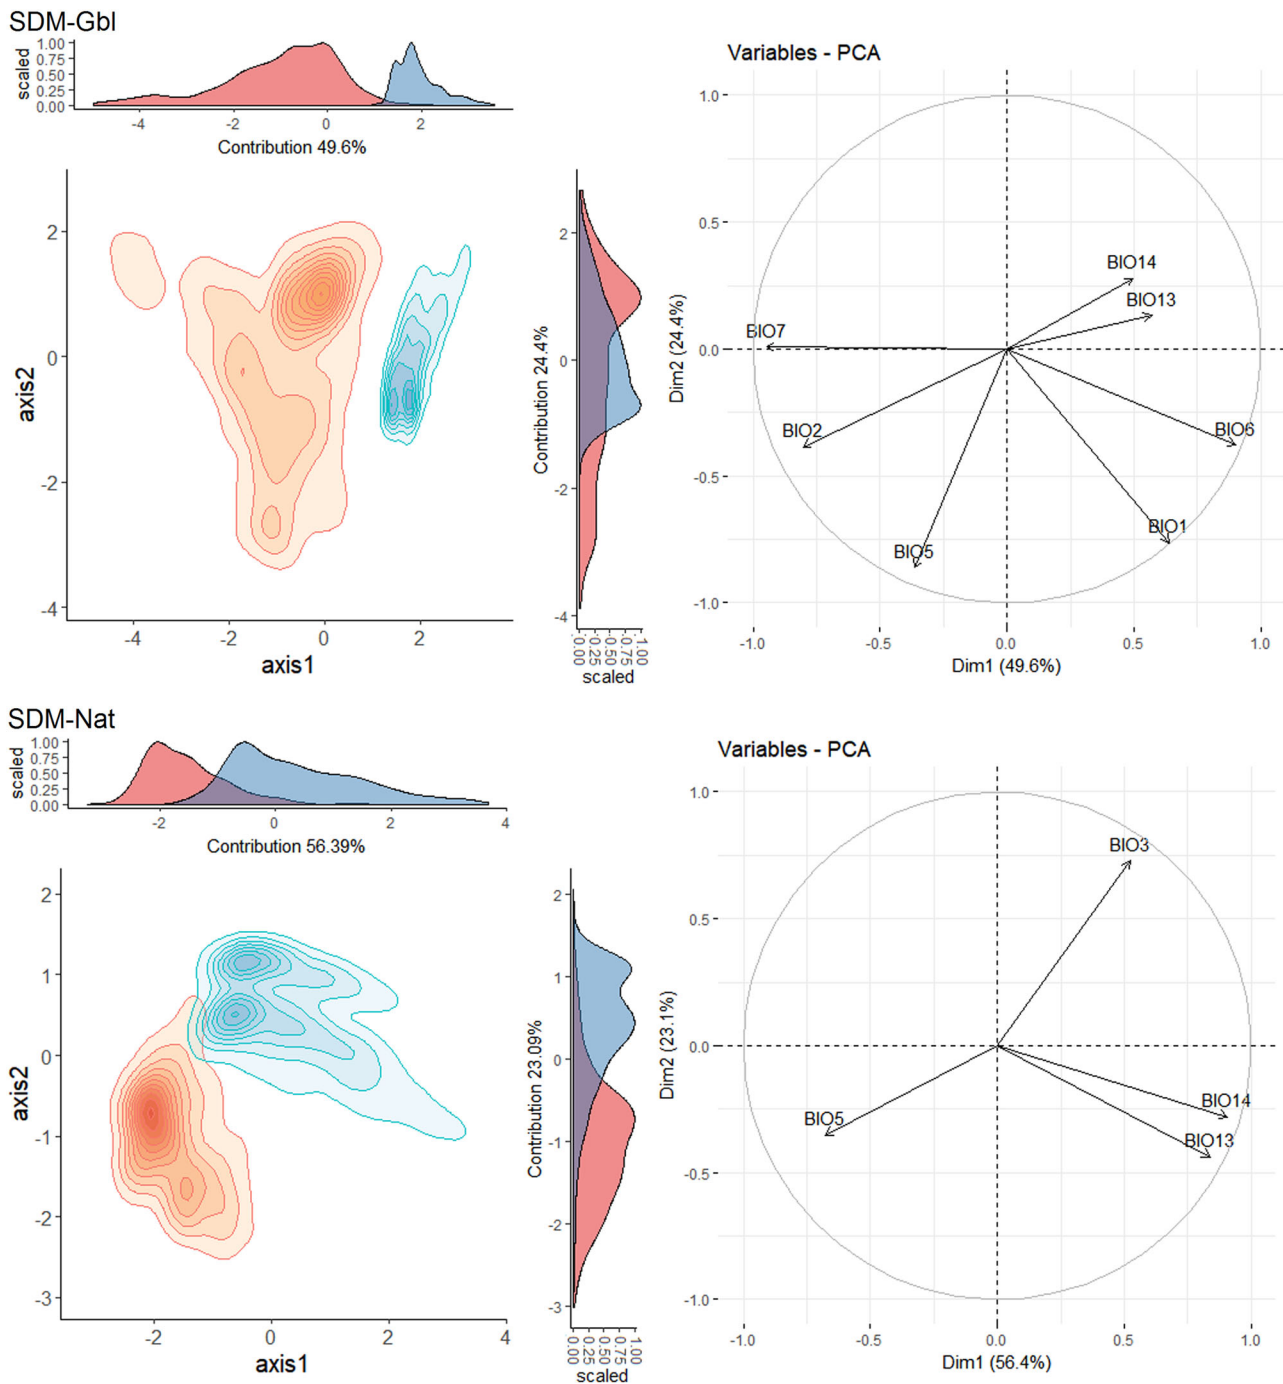 SDM-Gbl
scaled
1.00
0.75
0.50
0.25
0.00
-4 -2 0 2
Contribution 49.6%
axis2
2
0
-2
-4
-4 -2 0 2
axis1
Contribution 24.4%
2
0
-2
-4
.00 0.25 0.50 0.75 1.00
scaled
Variables - PCA
Dim2 (24.4%)
1.0
0.5
0.0
-0.5
-1.0
BIO14
BIO13
BIO7
BIO2
BIO6
BIO1
BIO5
-1.0 -0.5 0.0 0.5 1.0
Dim1 (49.6%)
SDM-Nat
scaled
1.00
0.75
0.50
0.25
0.00
-2 0 2 4
Contribution 56.39%
axis2
2
1
0
-1
-2
-3
-2 0 2 4
axis1
Contribution 23.09%
2
1
0
-1
-2
-3
0.00 0.25 0.50 0.75 1.00
scaled
Variables - PCA
Dim2 (23.1%)
1.0
0.5
0.0
-0.5
-1.0
BIO3
BIO5
BIO14
BIO13
-1.0 -0.5 0.0 0.5 1.0
Dim1 (56.4%)